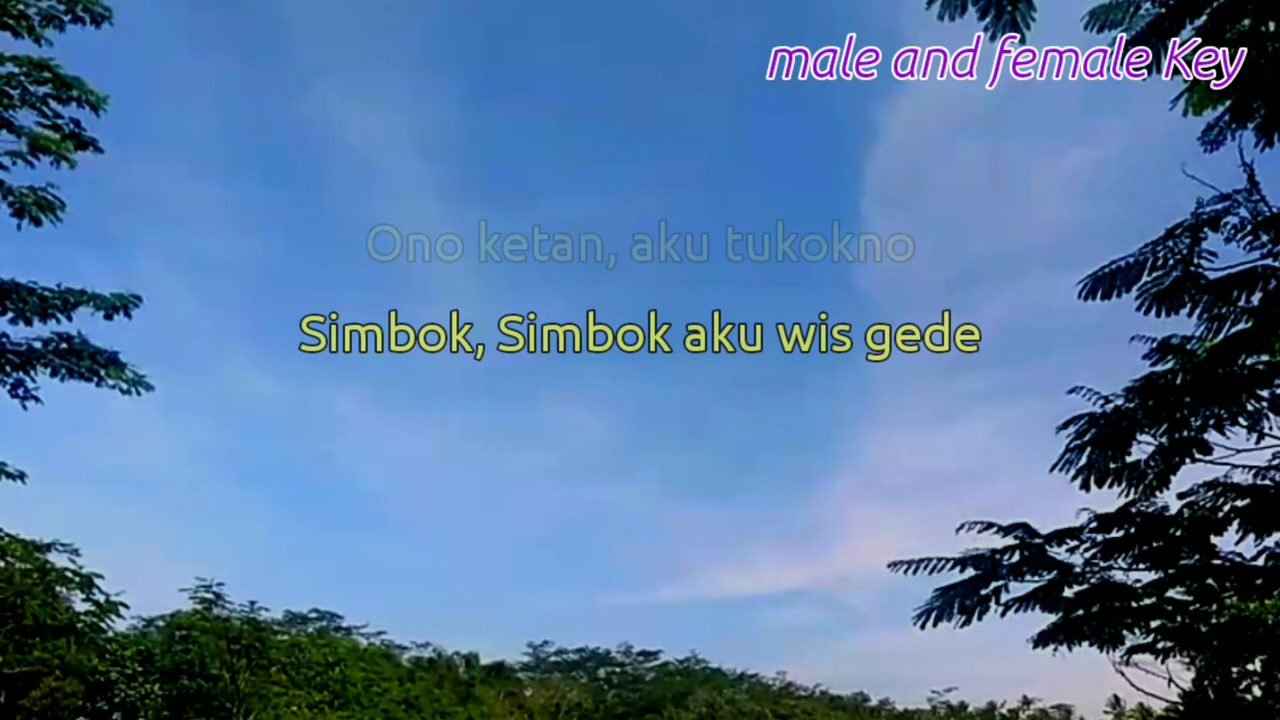 male and female Key
Ono ketan, aku tukokno
Simbok, Simbok aku wis gede